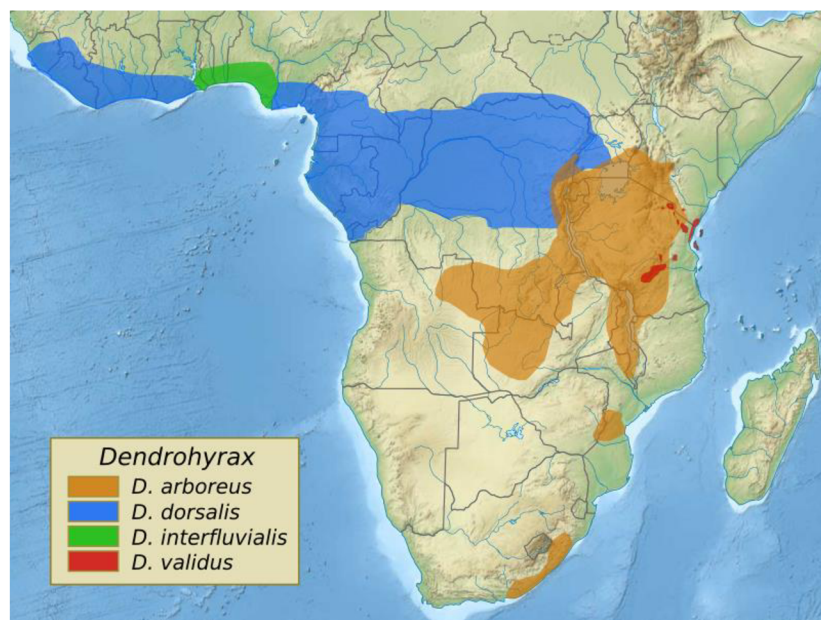 Dendrohyrax
D. arboreus
D. dorsalis
D. interfluvialis
D. validus